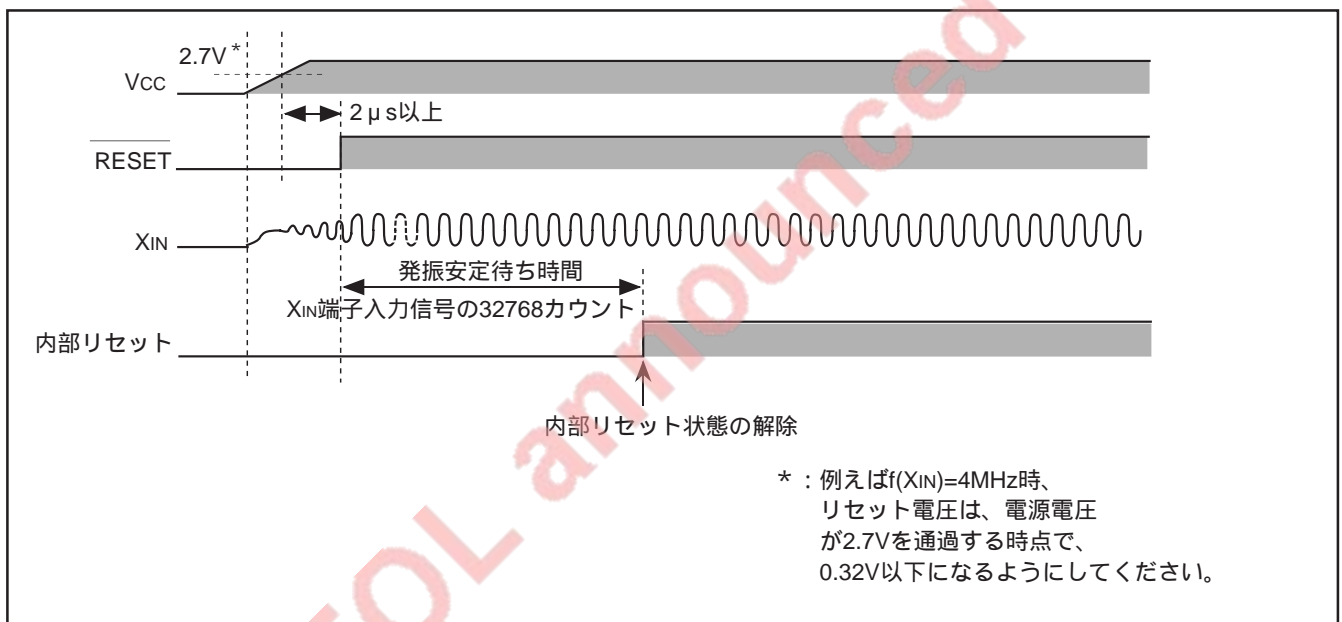 2.7V *
VCC
2μs以上
RESET
XIN
発振安定待ち時間
XIN端子入力信号の32768カウント
内部リセット
内部リセット状態の解除
* : 例えばf(XIN)=4MHz時、
リセット電圧は、電源電圧
が2.7Vを通過する時点で、
0.32V以下になるようにしてください。
EOL announced